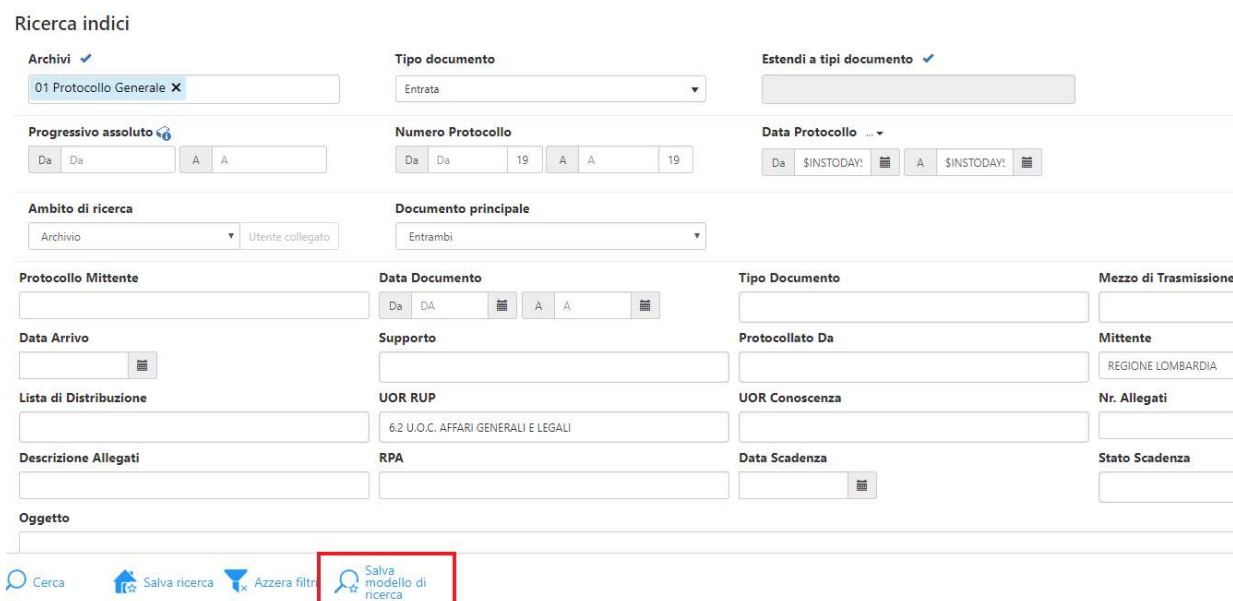 Ricerca indici
Archivi Tipo documento Estendi a tipi documento
01 Protocollo Generale ✕ Entrata
Progressivo assoluto Numero Protocollo Data Protocollo ...
Da Da A A Da Da 19 A A 19 Da $INSTODAY! A $INSTODAY!
Ambito di ricerca Documento principale
Archivio Utente collegato Entrambi
Protocollo Mittente Data Documento Tipo Documento Mezzo di Trasmissione
Da DA A A
Data Arrivo Supporto Protocollato Da Mittente
REGIONE LOMBARDIA
Lista di Distribuzione UOR RUP UOR Conoscenza Nr. Allegati
6.2 U.O.C. AFFARI GENERALI E LEGALI
Descrizione Allegati RPA Data Scadenza Stato Scadenza
Oggetto
Cerca Salva ricerca Azzera filtri Salva
modello di
ricerca